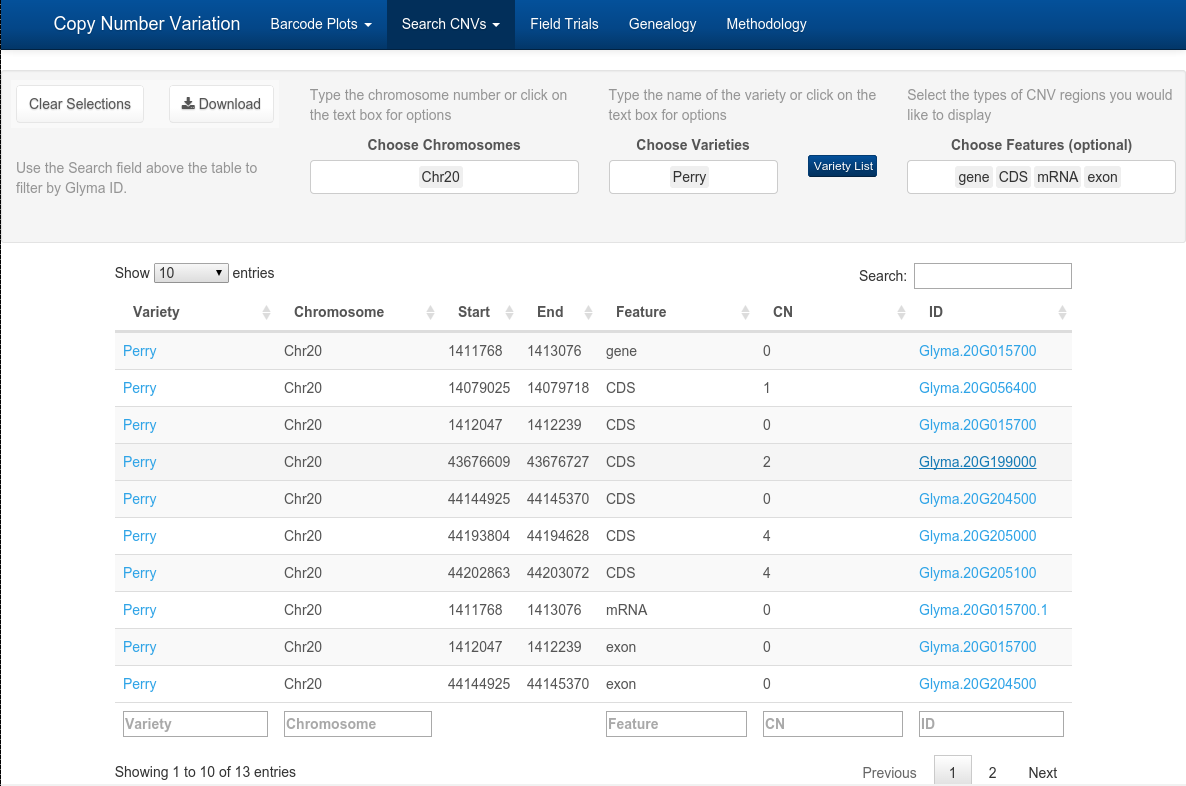 Copy Number Variation Barcode Plots Search CNVs Field Trials Genealogy Methodology
Clear Selections Download
Use the Search field above the table to
filter by Glyma ID.
Type the chromosome number or click on
the text box for options
Choose Chromosomes
Chr20
Type the name of the variety or click on the
text box for options
Choose Varieties
Perry
Variety List
Select the types of CNV regions you would
like to display
Choose Features (optional)
gene CDS mRNA exon
Show 10 entries Search:
Variety Chromosome Start End Feature CN ID
Perry Chr20 1411768 1413076 gene 0 Glyma.20G015700
Perry Chr20 14079025 14079718 CDS 1 Glyma.20G056400
Perry Chr20 1412047 1412239 CDS 0 Glyma.20G015700
Perry Chr20 43676609 43676727 CDS 2 Glyma.20G199000
Perry Chr20 44144925 44145370 CDS 0 Glyma.20G204500
Perry Chr20 44193804 44194628 CDS 4 Glyma.20G205000
Perry Chr20 44202863 44203072 CDS 4 Glyma.20G205100
Perry Chr20 1411768 1413076 mRNA 0 Glyma.20G015700.1
Perry Chr20 1412047 1412239 exon 0 Glyma.20G015700
Perry Chr20 44144925 44145370 exon 0 Glyma.20G204500
Variety Chromosome Feature CN ID
Showing 1 to 10 of 13 entries Previous 1 2 Next